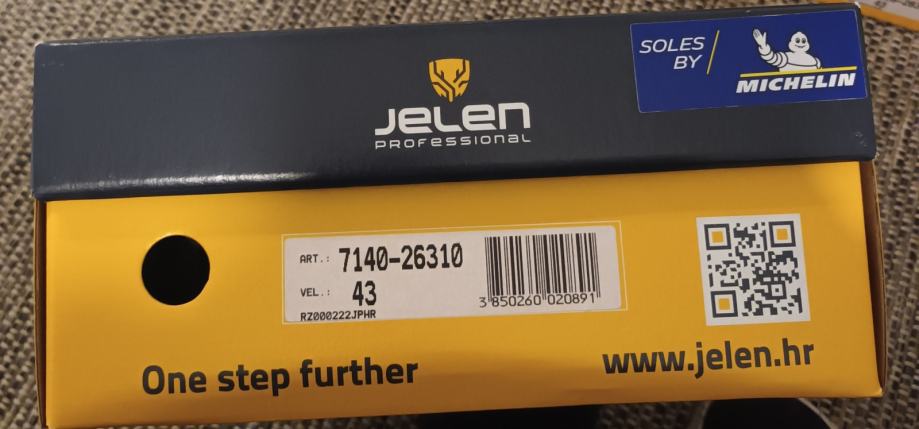 SOLES
BY
MICHELIN
JELEN
PROFESSIONAL
ART.: 7140-26310
VEL.: 43
RZ000222JPHR
3 850260 020891
One step further
www.jelen.hr